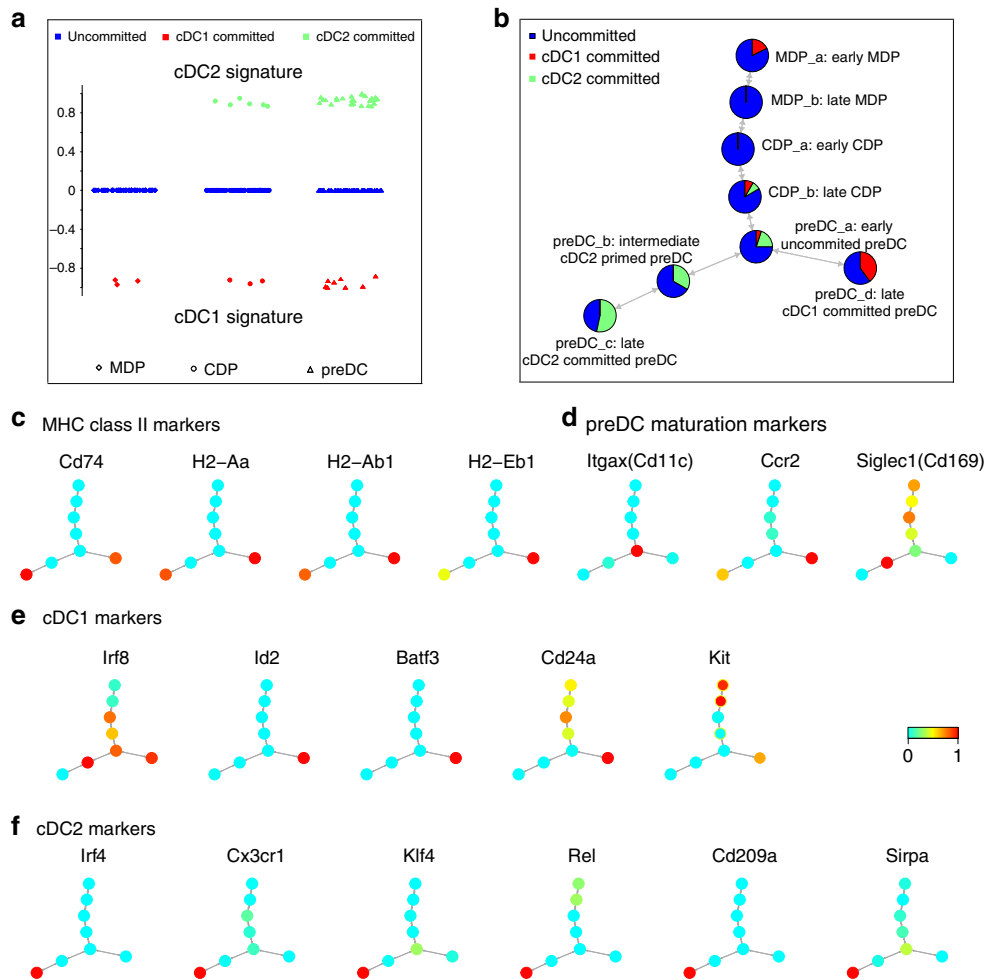 a
Uncommitted cDC1 committed cDC2 committed
cDC2 signature
0.8
0.4
0
−0.4
−0.8
cDC1 signature
MDP CDP preDC
b
Uncommitted
cDC1 committed
cDC2 committed
MDP_a: early MDP
MDP_b: late MDP
CDP_a: early CDP
CDP_b: late CDP
preDC_a: early
uncommited preDC
preDC_b: intermediate
cDC2 primed preDC
preDC_d: late
cDC1 committed preDC
preDC_c: late
cDC2 committed preDC
c MHC class II markers
Cd74 H2−Aa H2−Ab1 H2−Eb1
d preDC maturation markers
Itgax(Cd11c) Ccr2 Siglec1(Cd169)
e cDC1 markers
Irf8 Id2 Batf3 Cd24a Kit
0 1
f cDC2 markers
Irf4 Cx3cr1 Klf4 Rel Cd209a Sirpa